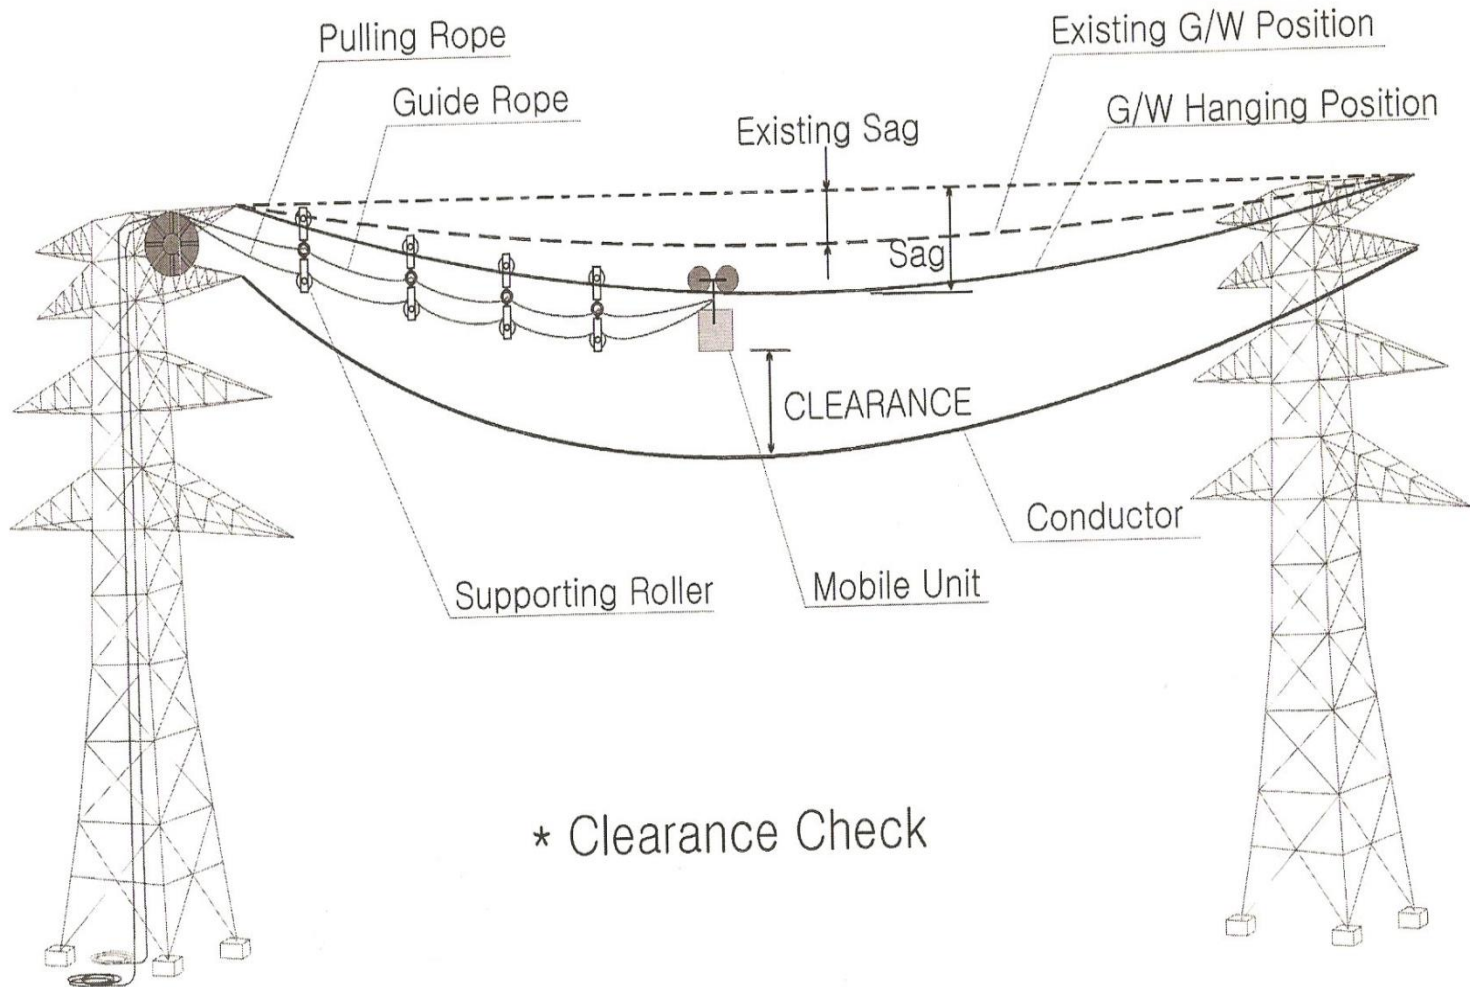 Pulling Rope
Existing G/W Position
Guide Rope
G/W Hanging Position
Existing Sag
Sag
CLEARANCE
Conductor
Supporting Roller
Mobile Unit
* Clearance Check